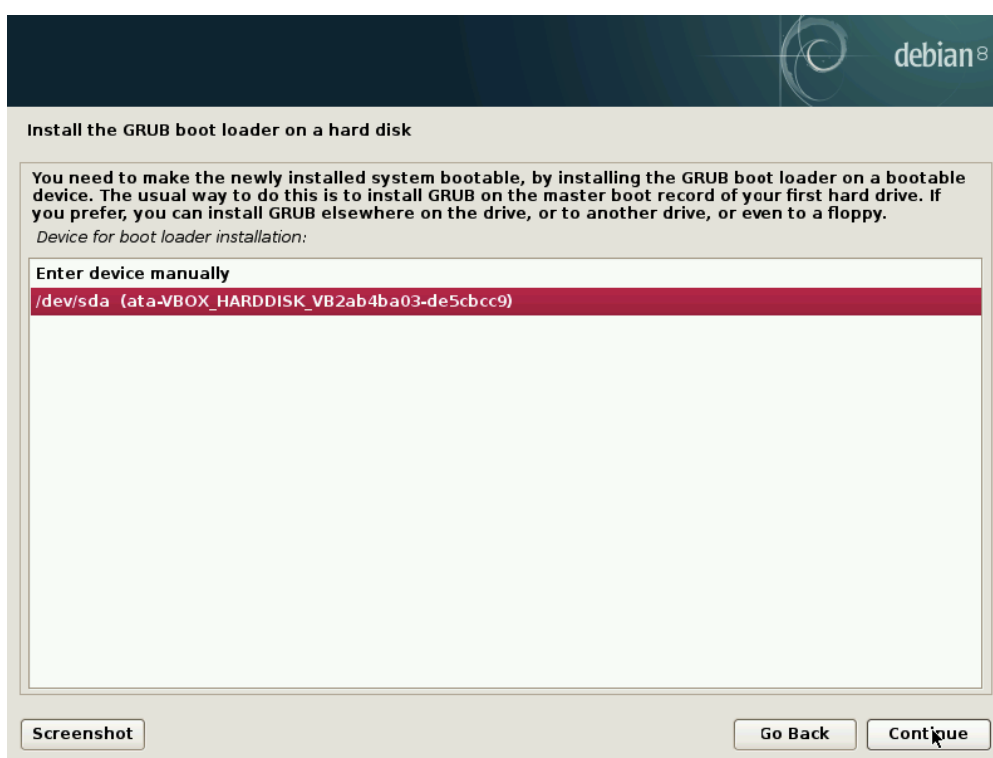 debian 8
Install the GRUB boot loader on a hard disk
You need to make the newly installed system bootable, by installing the GRUB boot loader on a bootable
device. The usual way to do this is to install GRUB on the master boot record of your first hard drive. If
you prefer, you can install GRUB elsewhere on the drive, or to another drive, or even to a floppy.
Device for boot loader installation:
Enter device manually
/dev/sda (ata-VBOX_HARDDISK_VB2ab4ba03-de5cbcc9)
Screenshot
Go Back
Continue